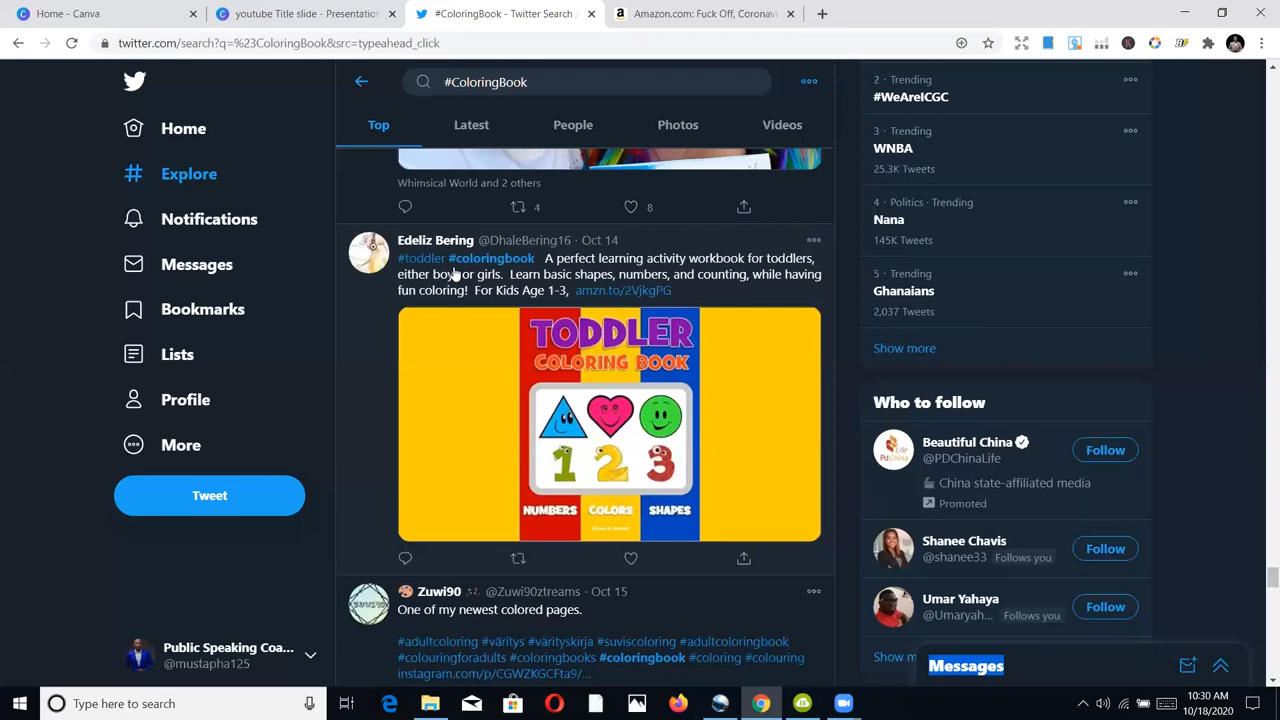 Home - Canva
youtube Title slide - Presentation
#ColoringBook - Twitter Search /
Amazon.com: Fuck Off, Coronavi
twitter.com/search?q=%23ColoringBook&src=typeahead_click
#ColoringBook
Home
Explore
Notifications
Messages
Bookmarks
Lists
Profile
More
Tweet
Public Speaking Coa...
@mustapha125
Top
Latest
People
Photos
Videos
Whimsical World and 2 others
4
8
Edeliz Bering @DhaleBering16 · Oct 14
#toddler #coloringbook A perfect learning activity workbook for toddlers,
either boys or girls. Learn basic shapes, numbers, and counting, while having
fun coloring! For Kids Age 1-3, amzn.to/2VjkgPG
TODDLER
COLORING BOOK
1 2 3
NUMBERS COLORS SHAPES
Zuwi90 @Zuwi90ztreams · Oct 15
One of my newest colored pages.
#adultcoloring #väritys #värityskirja #suviscoloring #adultcoloringbook
#colouringforadults #coloringbooks #coloringbook #coloring #colouring
instagram.com/p/CGWZKGCFta9/...
2 · Trending
#WeAreICGC
3 · Trending
WNBA
25.3K Tweets
4 · Politics · Trending
Nana
145K Tweets
5 · Trending
Ghanaians
2,037 Tweets
Show more
Who to follow
Beautiful China
@PDChinaLife
Follow
China state-affiliated media
Promoted
Shanee Chavis
@shanee33 Follows you
Follow
Umar Yahaya
@Umaryah... Follows you
Follow
Show m
Messages
Type here to search
10:30 AM
10/18/2020